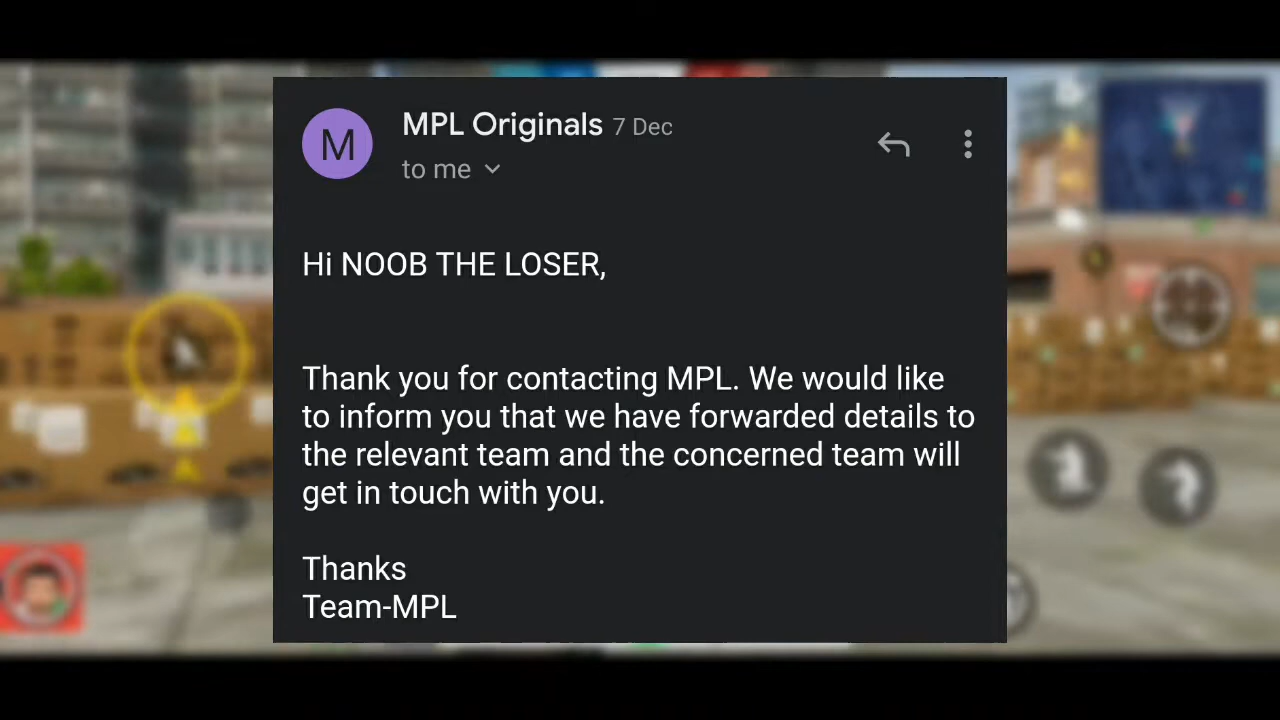 M
MPL Originals 7 Dec
to me
Hi NOOB THE LOSER,
Thank you for contacting MPL. We would like
to inform you that we have forwarded details to
the relevant team and the concerned team will
get in touch with you.
Thanks
Team-MPL